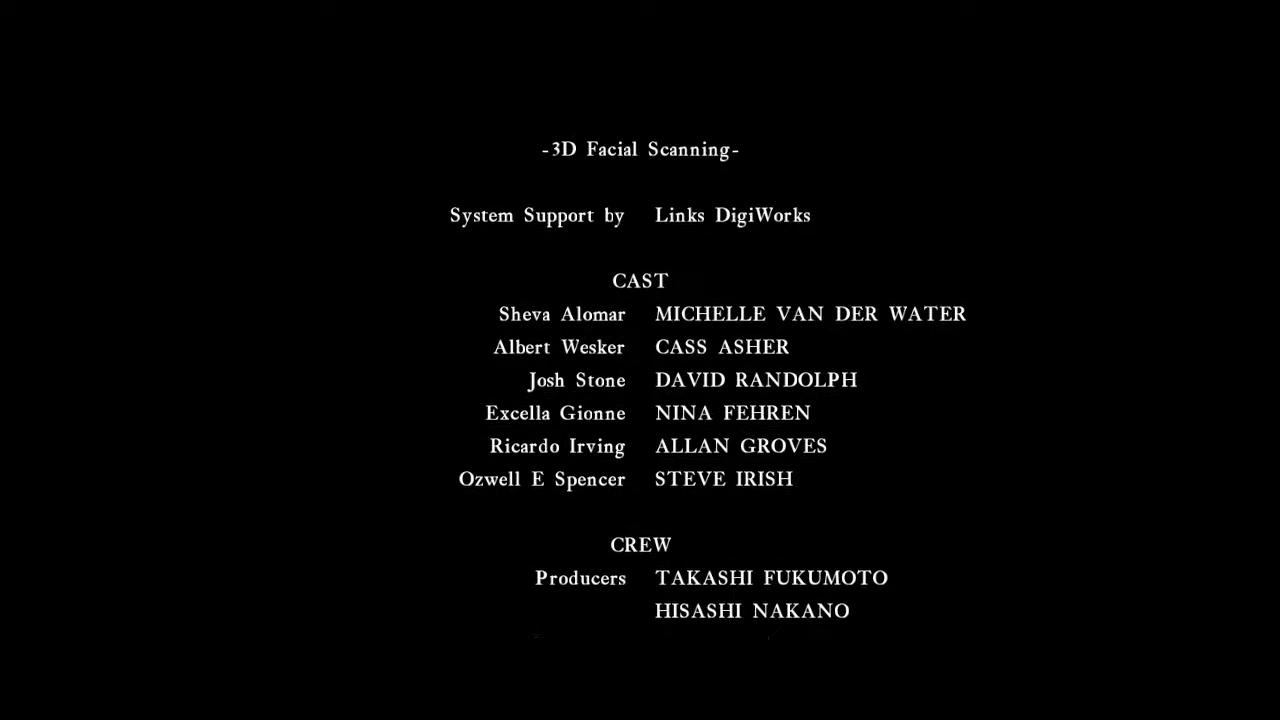 -3D Facial Scanning-
System Support by Links DigiWorks
CAST
Sheva Alomar MICHELLE VAN DER WATER
Albert Wesker CASS ASHER
Josh Stone DAVID RANDOLPH
Excella Gionne NINA FEHREN
Ricardo Irving ALLAN GROVES
Ozwell E Spencer STEVE IRISH
CREW
Producers TAKASHI FUKUMOTO
HISASHI NAKANO